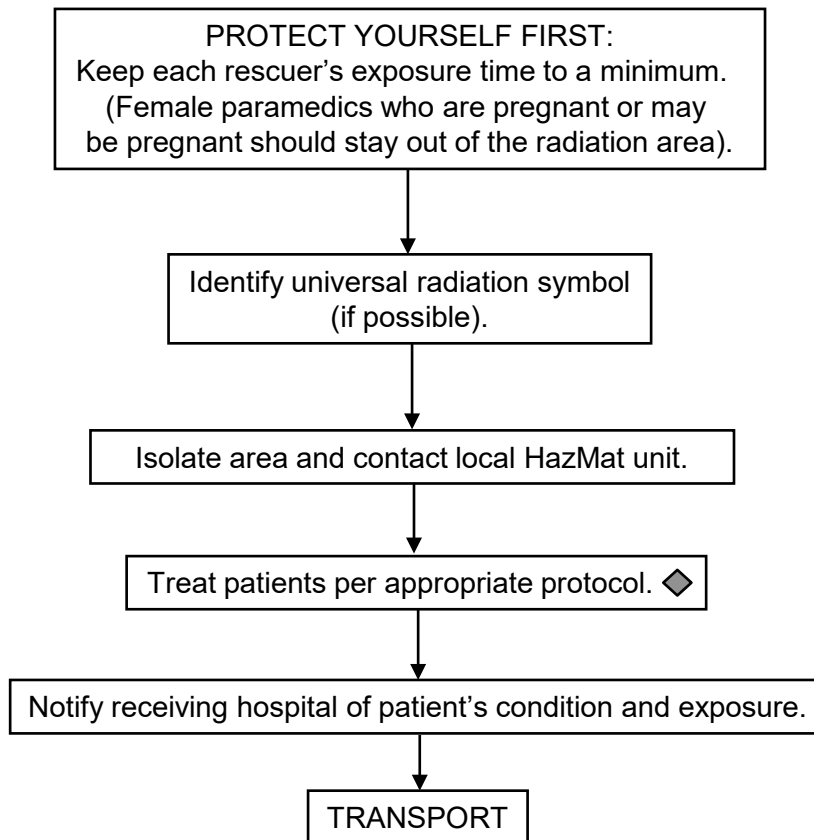 PROTECT YOURSELF FIRST:
Keep each rescuer’s exposure time to a minimum.
(Female paramedics who are pregnant or may
be pregnant should stay out of the radiation area).
Identify universal radiation symbol
(if possible).
Isolate area and contact local HazMat unit.
Treat patients per appropriate protocol.
Notify receiving hospital of patient’s condition and exposure.
TRANSPORT